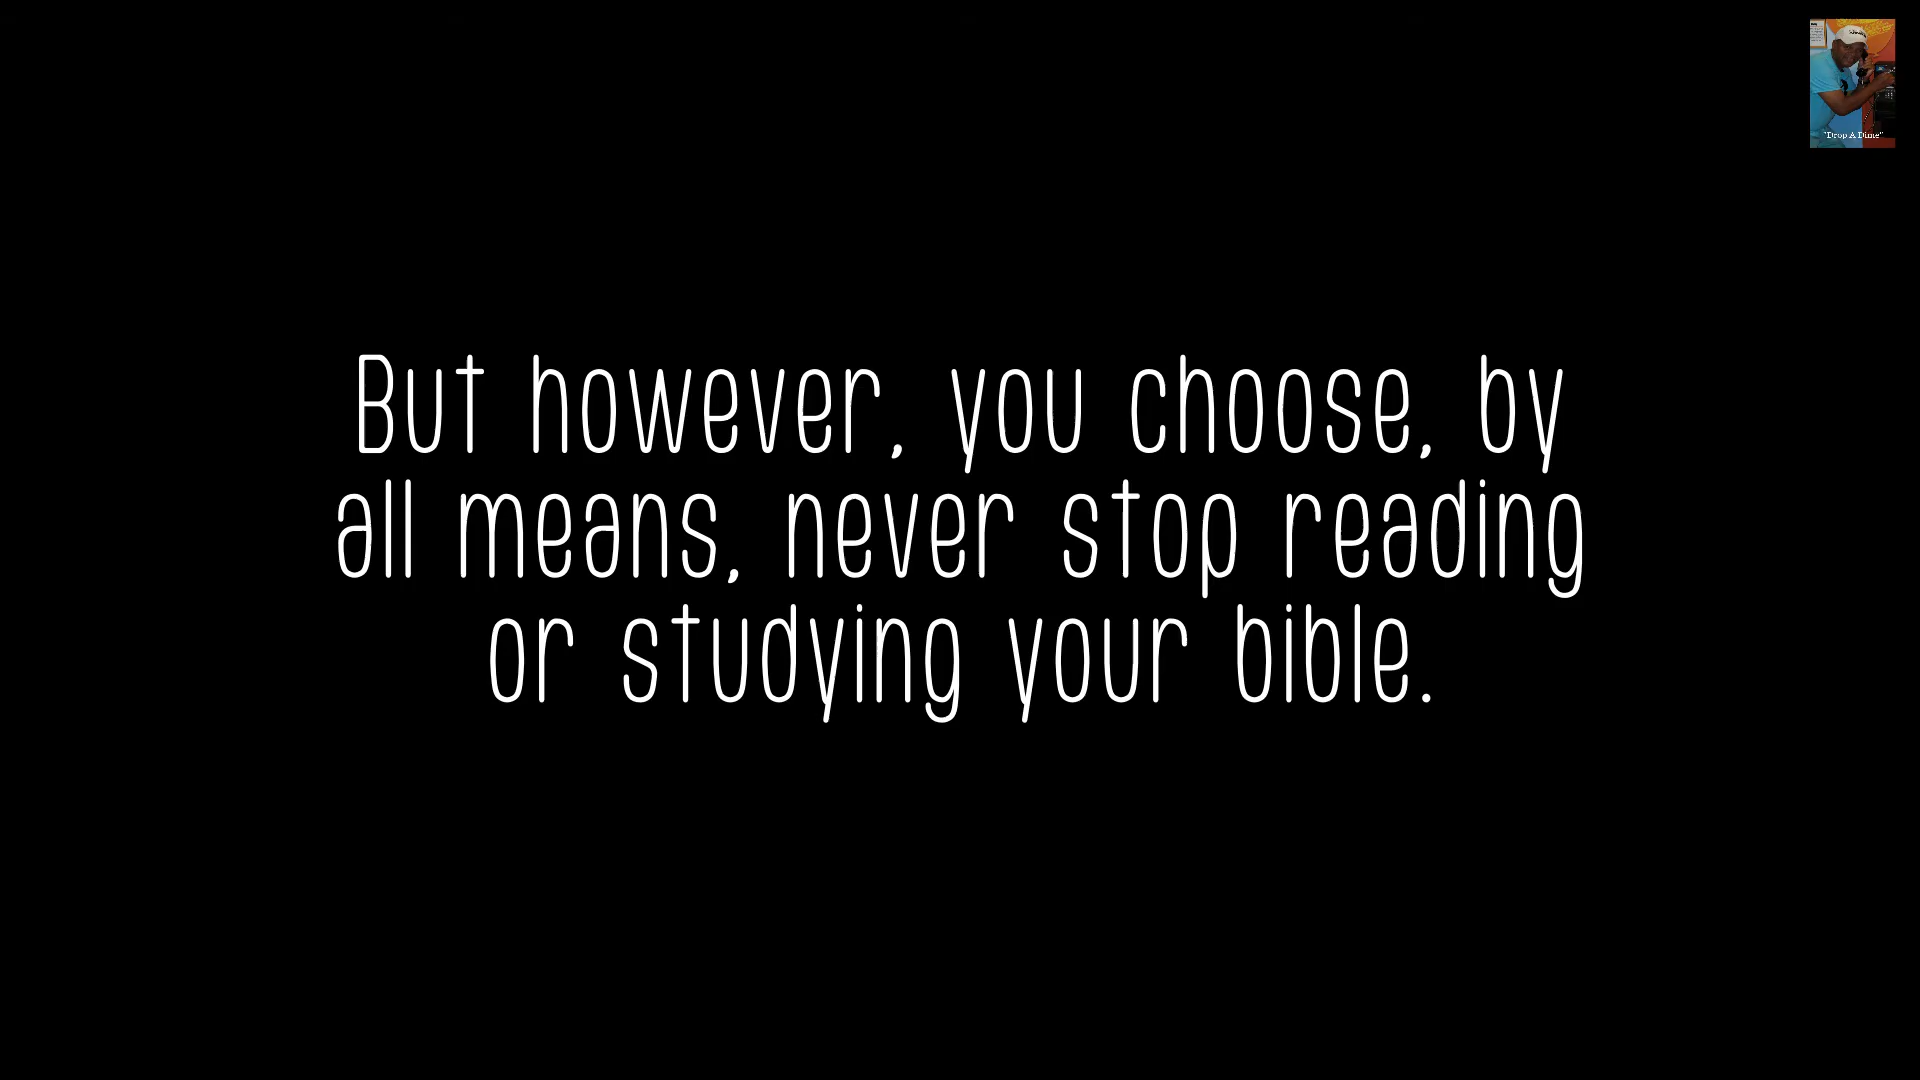 But however, you choose, by
all means, never stop reading
or studying your bible.
"Drop A Dime"